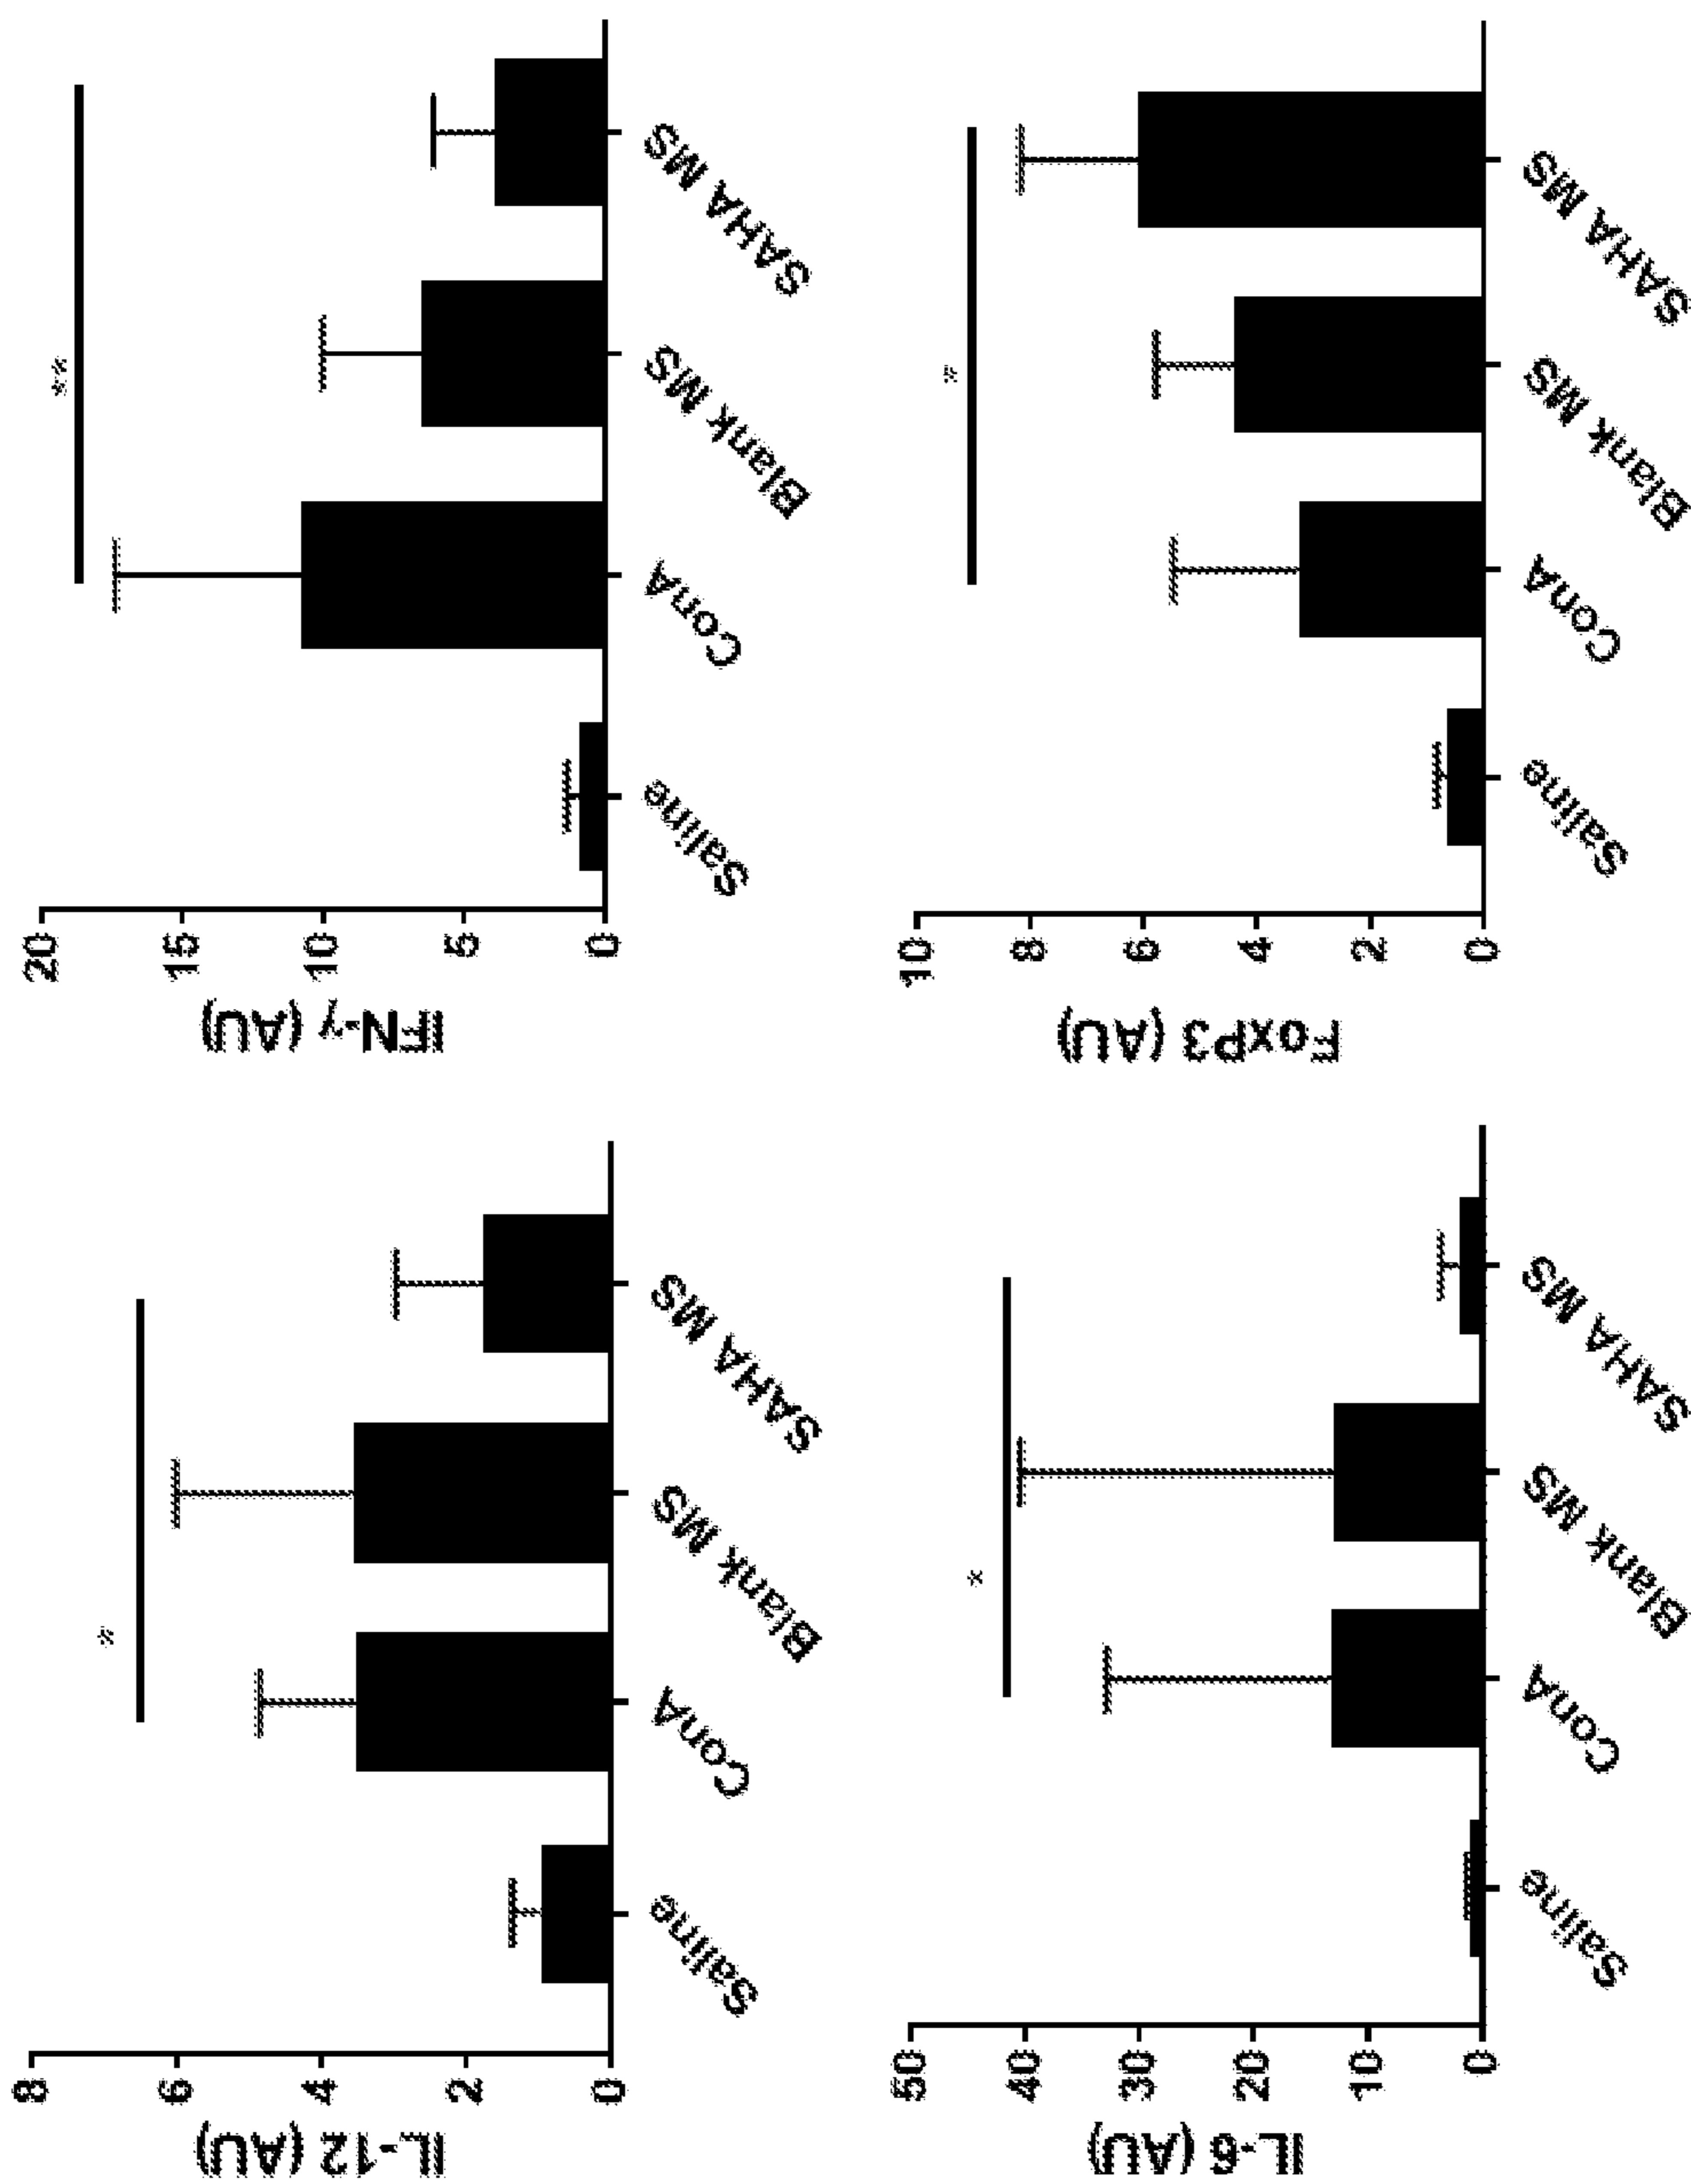 IL-12 (AU)
8
6
4
2
0
*
Saline
ConA
Blank MS
SAHA MS
IFN-γ (AU)
20
15
10
5
0
**
Saline
ConA
Blank MS
SAHA MS
IL-6 (AU)
50
40
30
20
10
0
*
Saline
ConA
Blank MS
SAHA MS
FoxP3 (AU)
10
8
6
4
2
0
*
Saline
ConA
Blank MS
SAHA MS